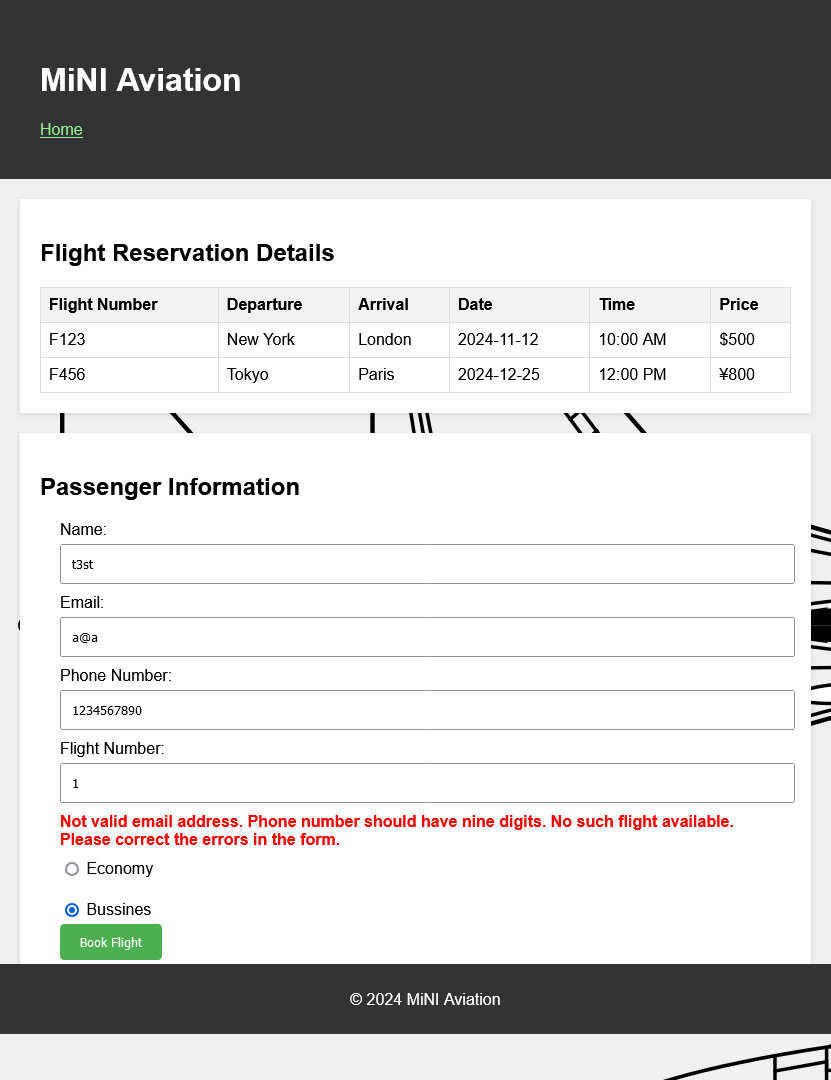 MiNI Aviation
Home
Flight Reservation Details
Flight Number Departure Arrival Date Time Price
F123 New York London 2024-11-12 10:00 AM $500
F456 Tokyo Paris 2024-12-25 12:00 PM ¥800
Passenger Information
Name:
t3st
Email:
a@a
Phone Number:
1234567890
Flight Number:
1
Not valid email address. Phone number should have nine digits. No such flight available.
Please correct the errors in the form.
Economy
Bussines
Book Flight
© 2024 MiNI Aviation